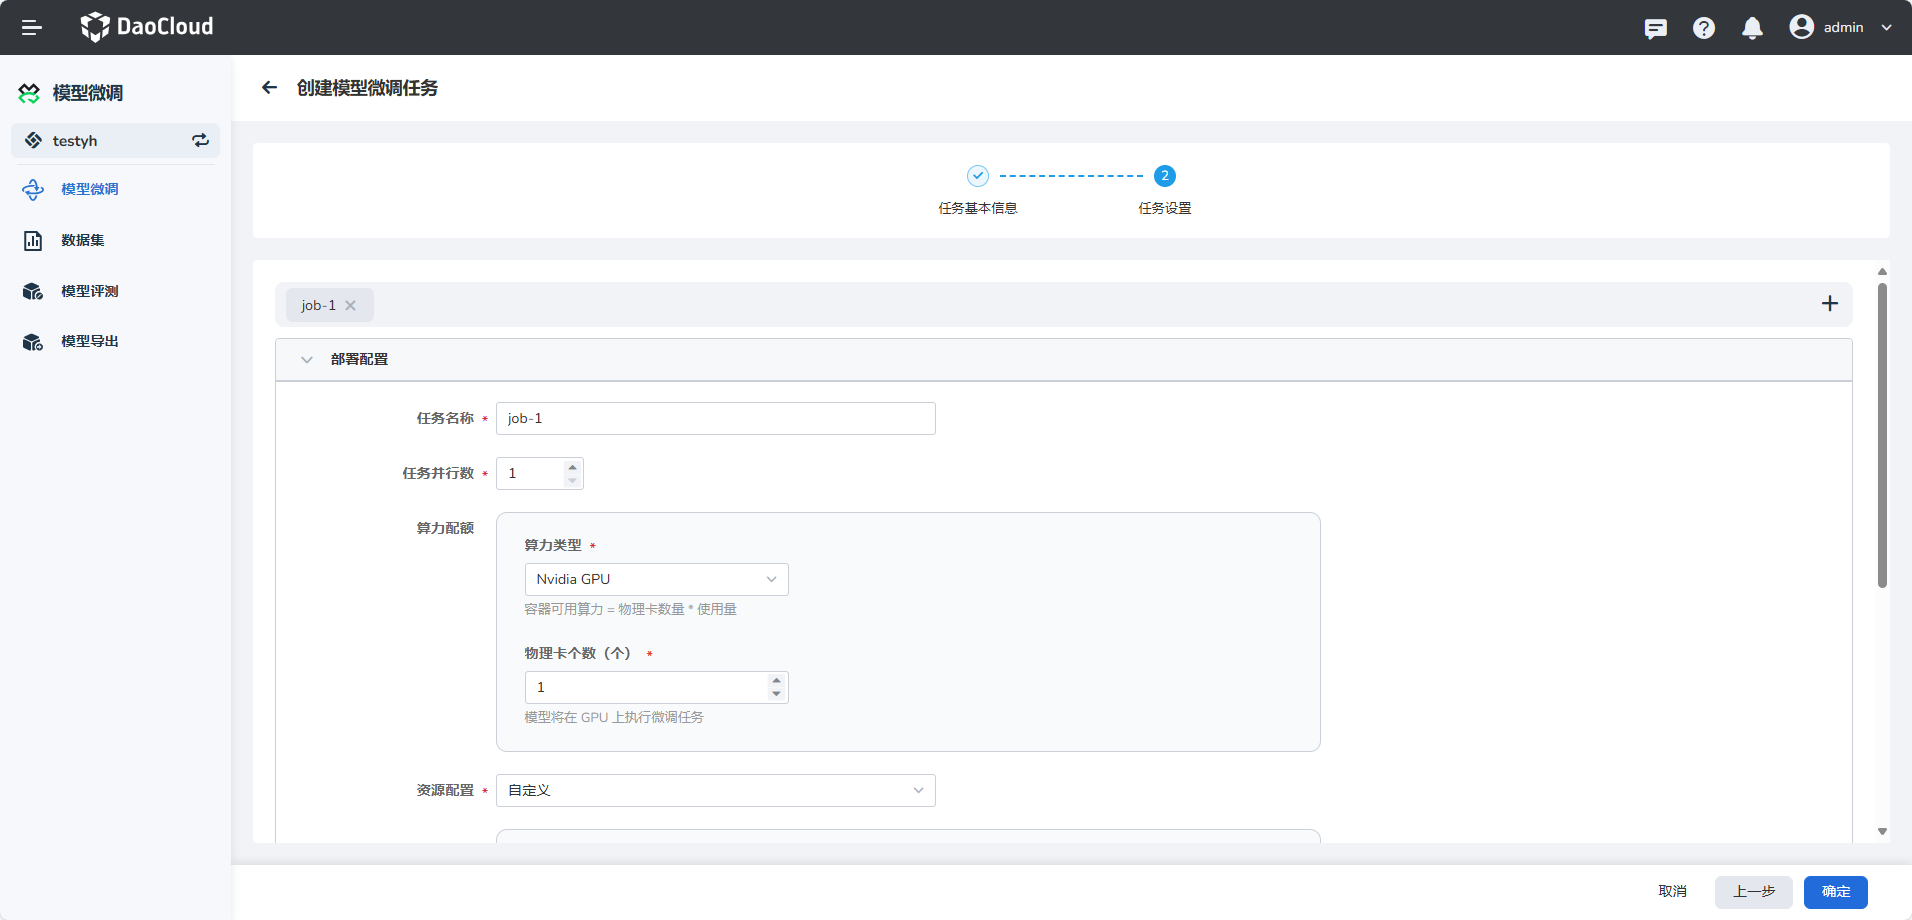 DaoCloud
admin
模型微调
testyh
模型微调
数据集
模型评测
模型导出
创建模型微调任务
2
任务基本信息
任务设置
job-1
部署配置
任务名称 *
job-1
任务并行数 *
1
算力配额
算力类型 *
Nvidia GPU
容器可用算力 = 物理卡数量 * 使用量
物理卡个数（个） *
1
模型将在 GPU 上执行微调任务
资源配置 *
自定义
取消
上一步
确定